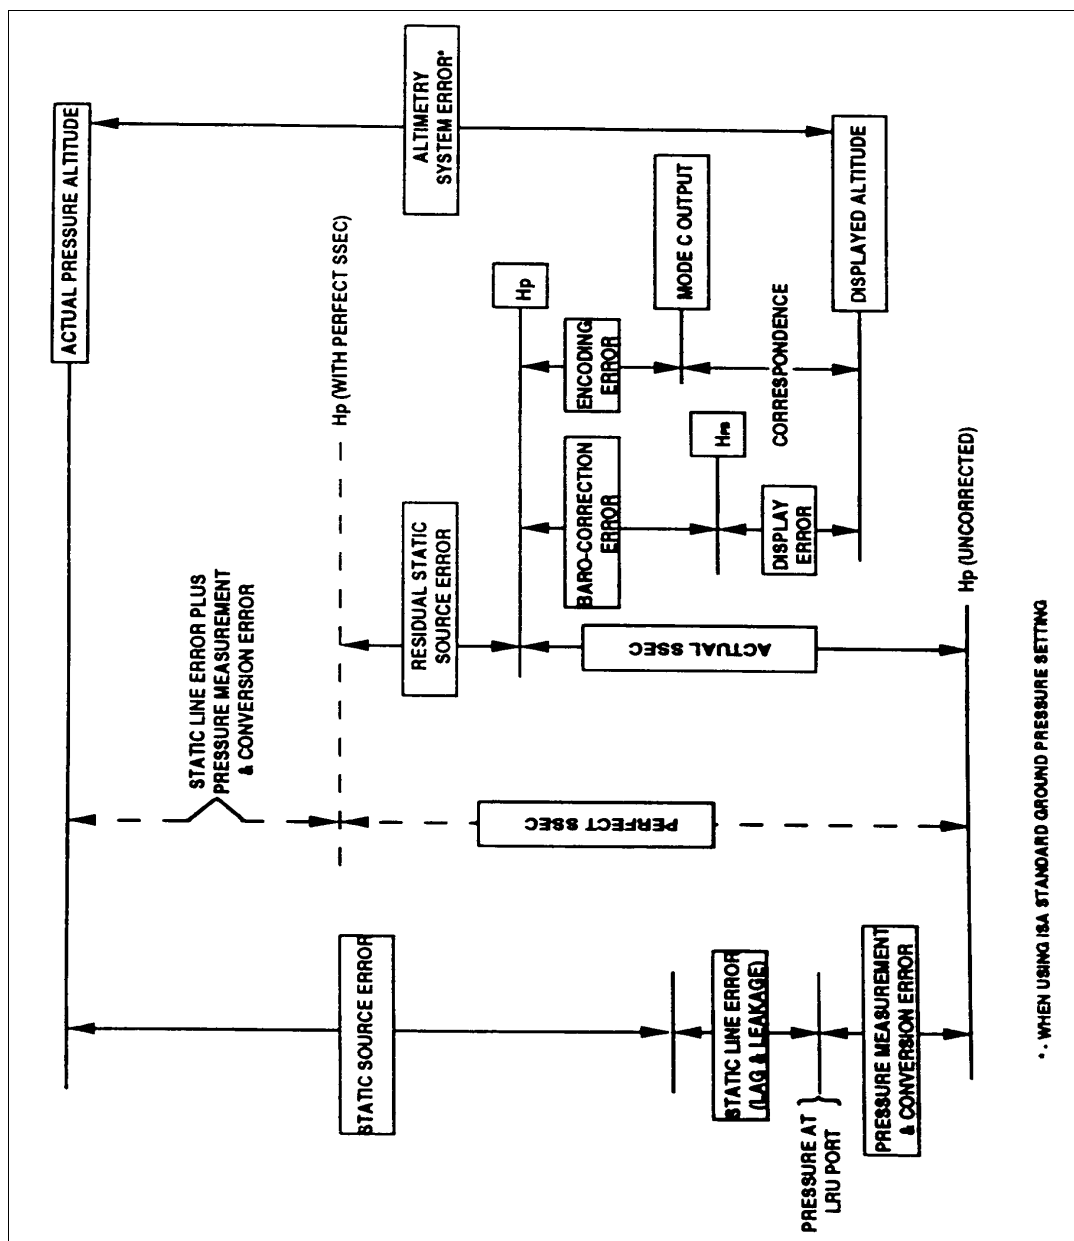 ACTUAL PRESSURE ALTITUDE
ALTIMETRY
SYSTEM ERROR*
STATIC LINE ERROR PLUS
PRESSURE MEASUREMENT
& CONVERSION ERROR
Hp (WITH PERFECT SSEC)
STATIC SOURCE ERROR
RESIDUAL STATIC
SOURCE ERROR
Hp
PERFECT SSEC
ACTUAL SSEC
BARO-CORRECTION
ERROR
ENCODING
ERROR
MODE C OUTPUT
STATIC LINE ERROR
(LAG & LEAKAGE)
HPB
CORRESPONDENCE
DISPLAY
ERROR
DISPLAYED ALTITUDE
PRESSURE AT
LRU PORT
PRESSURE MEASUREMENT
& CONVERSION ERROR
Hp (UNCORRECTED)
*. WHEN USING ISA STANDARD GROUND PRESSURE SETTING